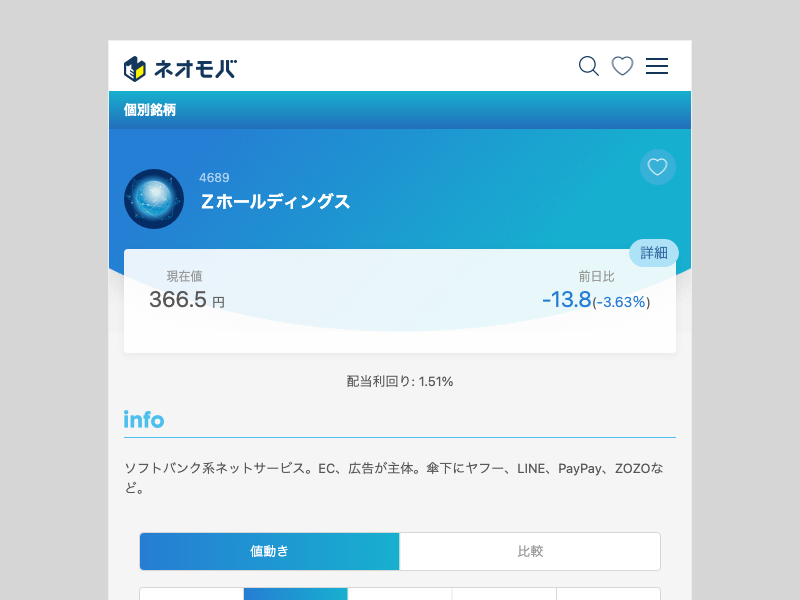 ネオモバ
個別銘柄
4689
Zホールディングス
詳細
現在値
前日比
366.5 円
-13.8(-3.63%)
配当利回り: 1.51%
info
ソフトバンク系ネットサービス。EC、広告が主体。傘下にヤフー、LINE、PayPay、ZOZOな
ど。
値動き
比較